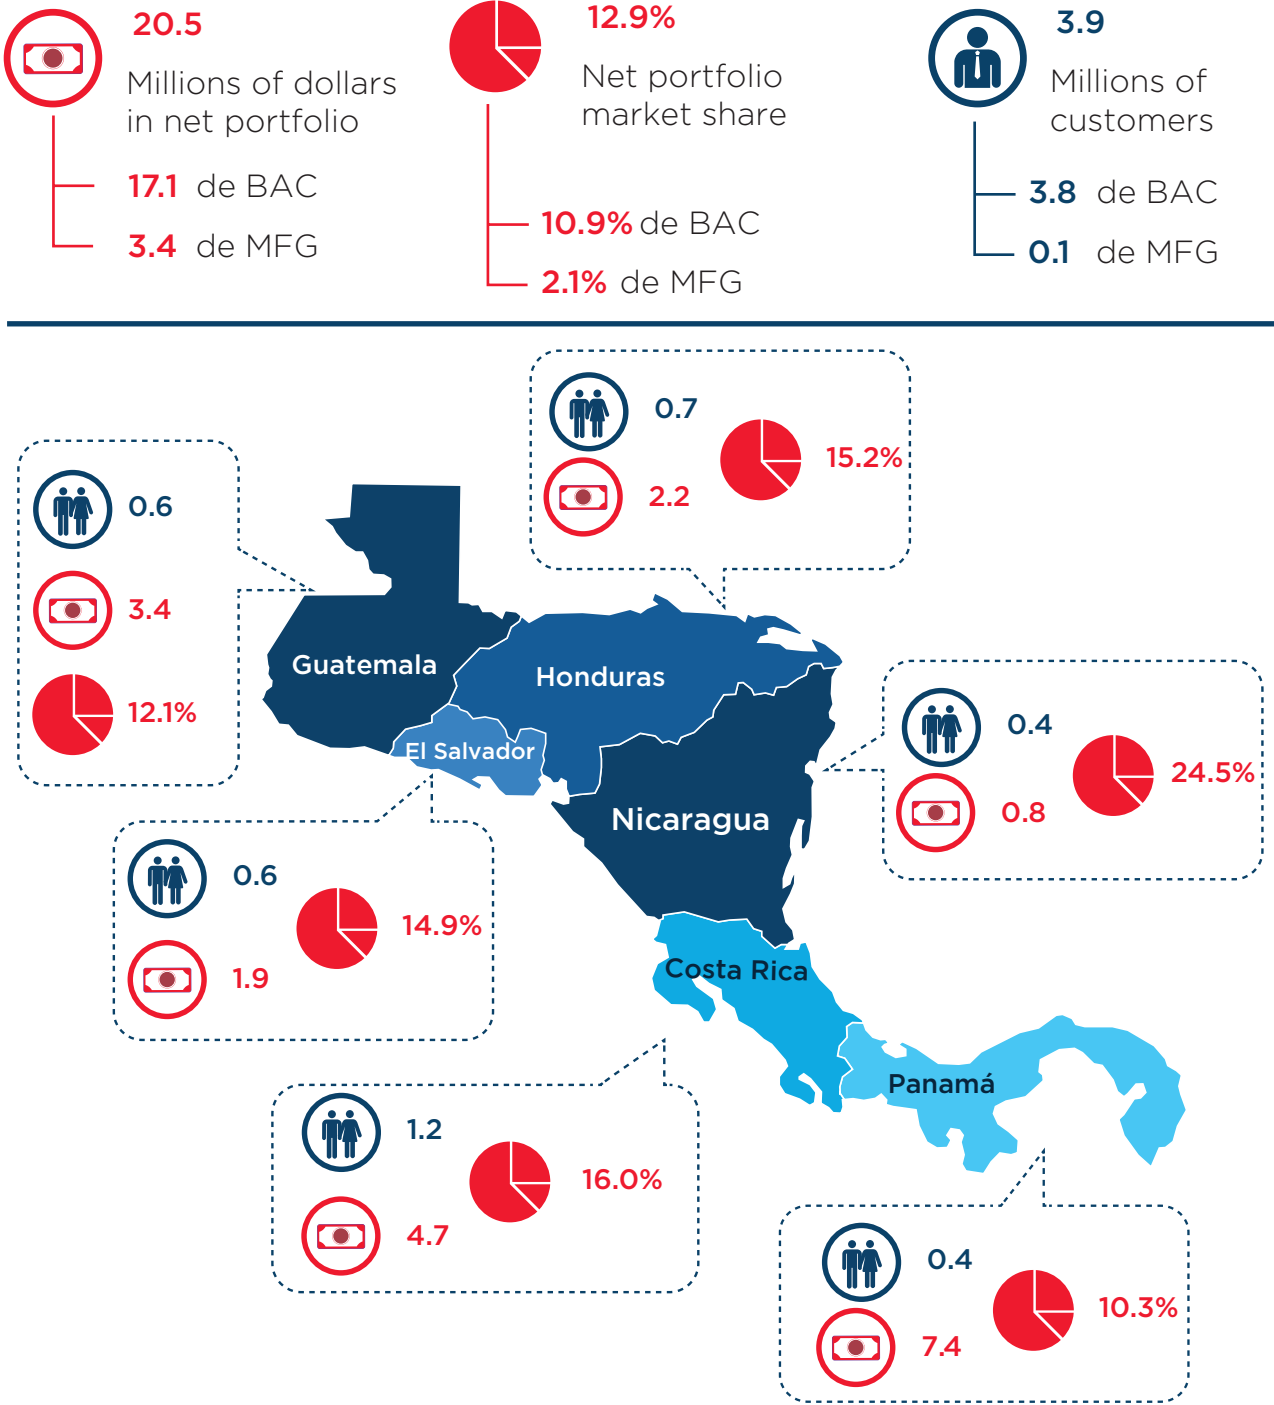 20.5
Millions of dollars
in net portfolio
17.1 de BAC
3.4 de MFG
12.9%
Net portfolio
market share
10.9% de BAC
2.1% de MFG
3.9
Millions of
customers
3.8 de BAC
0.1 de MFG
0.7
15.2%
2.2
0.6
3.4
12.1%
Guatemala
Honduras
El Salvador
Nicaragua
Costa Rica
Panamá
0.4
24.5%
0.8
0.6
14.9%
1.9
1.2
16.0%
4.7
0.4
10.3%
7.4